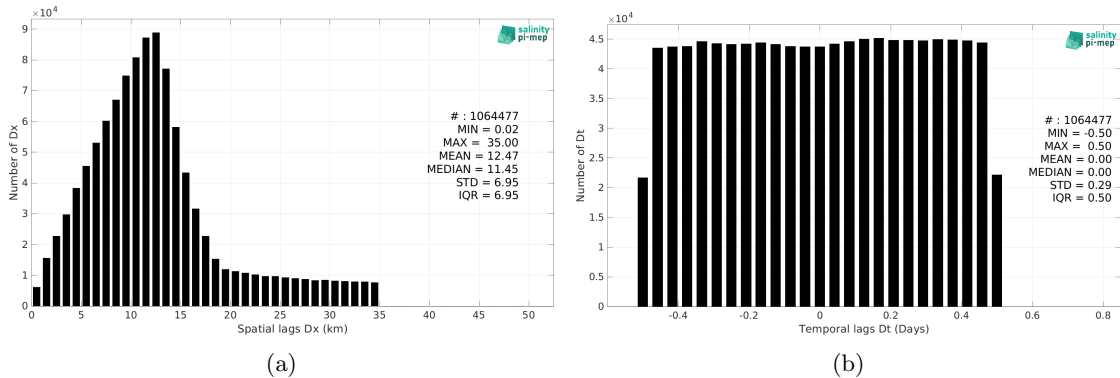 ×10⁴
9
8
7
6
5
4
3
2
1
0
Number of Dx
0 5 10 15 20 25 30 35 40 45 50
Spatial lags Dx (km)
salinity
pi-mep
# : 1064477
MIN = 0.02
MAX = 35.00
MEAN = 12.47
MEDIAN = 11.45
STD = 6.95
IQR = 6.95
(a)
×10⁴
4.5
4
3.5
3
2.5
2
1.5
1
0.5
0
Number of Dt
-0.4 -0.2 0 0.2 0.4 0.6 0.8
Temporal lags Dt (Days)
salinity
pi-mep
# : 1064477
MIN = -0.50
MAX = 0.50
MEAN = 0.00
MEDIAN = 0.00
STD = 0.29
IQR = 0.50
(b)